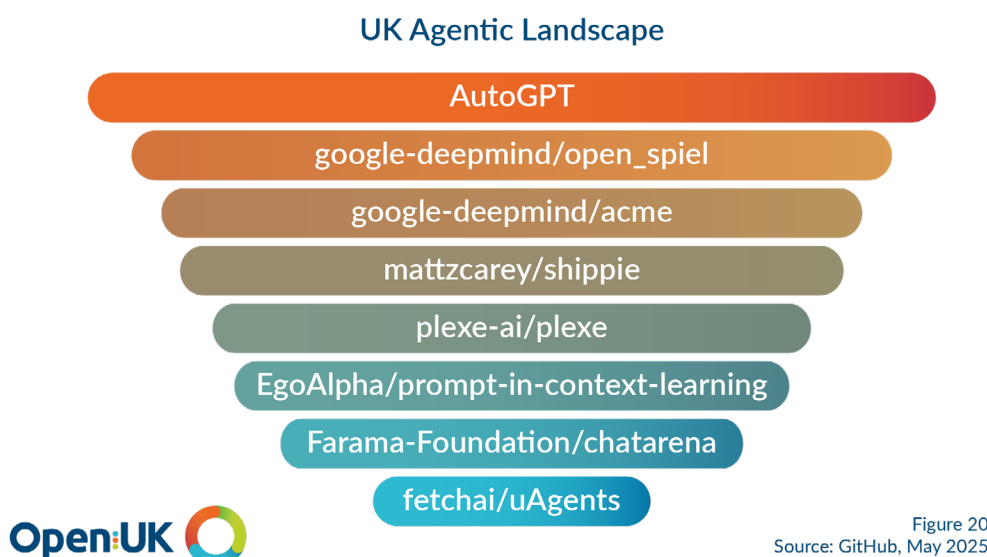 UK Agentic Landscape
AutoGPT
google-deepmind/open_spiel
google-deepmind/acme
mattzcarey/shippie
plexe-ai/plexe
EgoAlpha/prompt-in-context-learning
Farama-Foundation/chatarena
fetchai/uAgents
Open:UK
Figure 20
Source: GitHub, May 2025